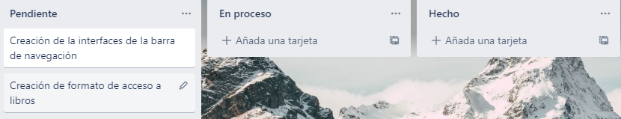 Pendiente
Creación de la interfaces de la barra
de navegación
Creación de formato de acceso a
libros
En proceso
Añada una tarjeta
Hecho
Añada una tarjeta